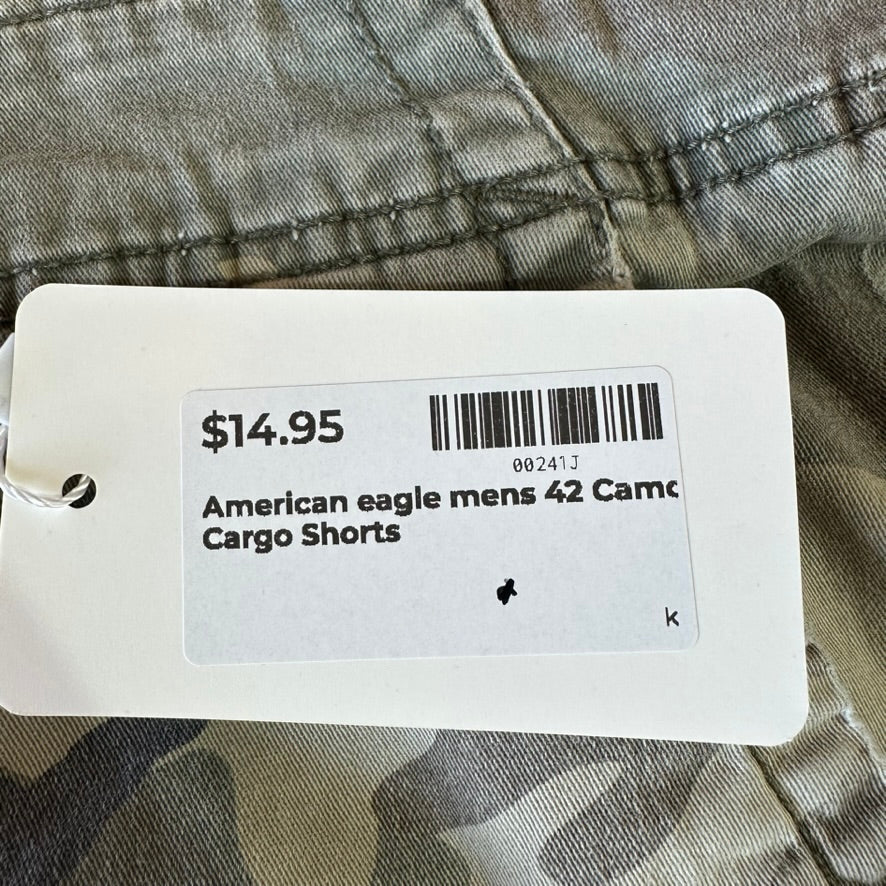 $14.95
00241J
American eagle mens 42 Camo
Cargo Shorts
k